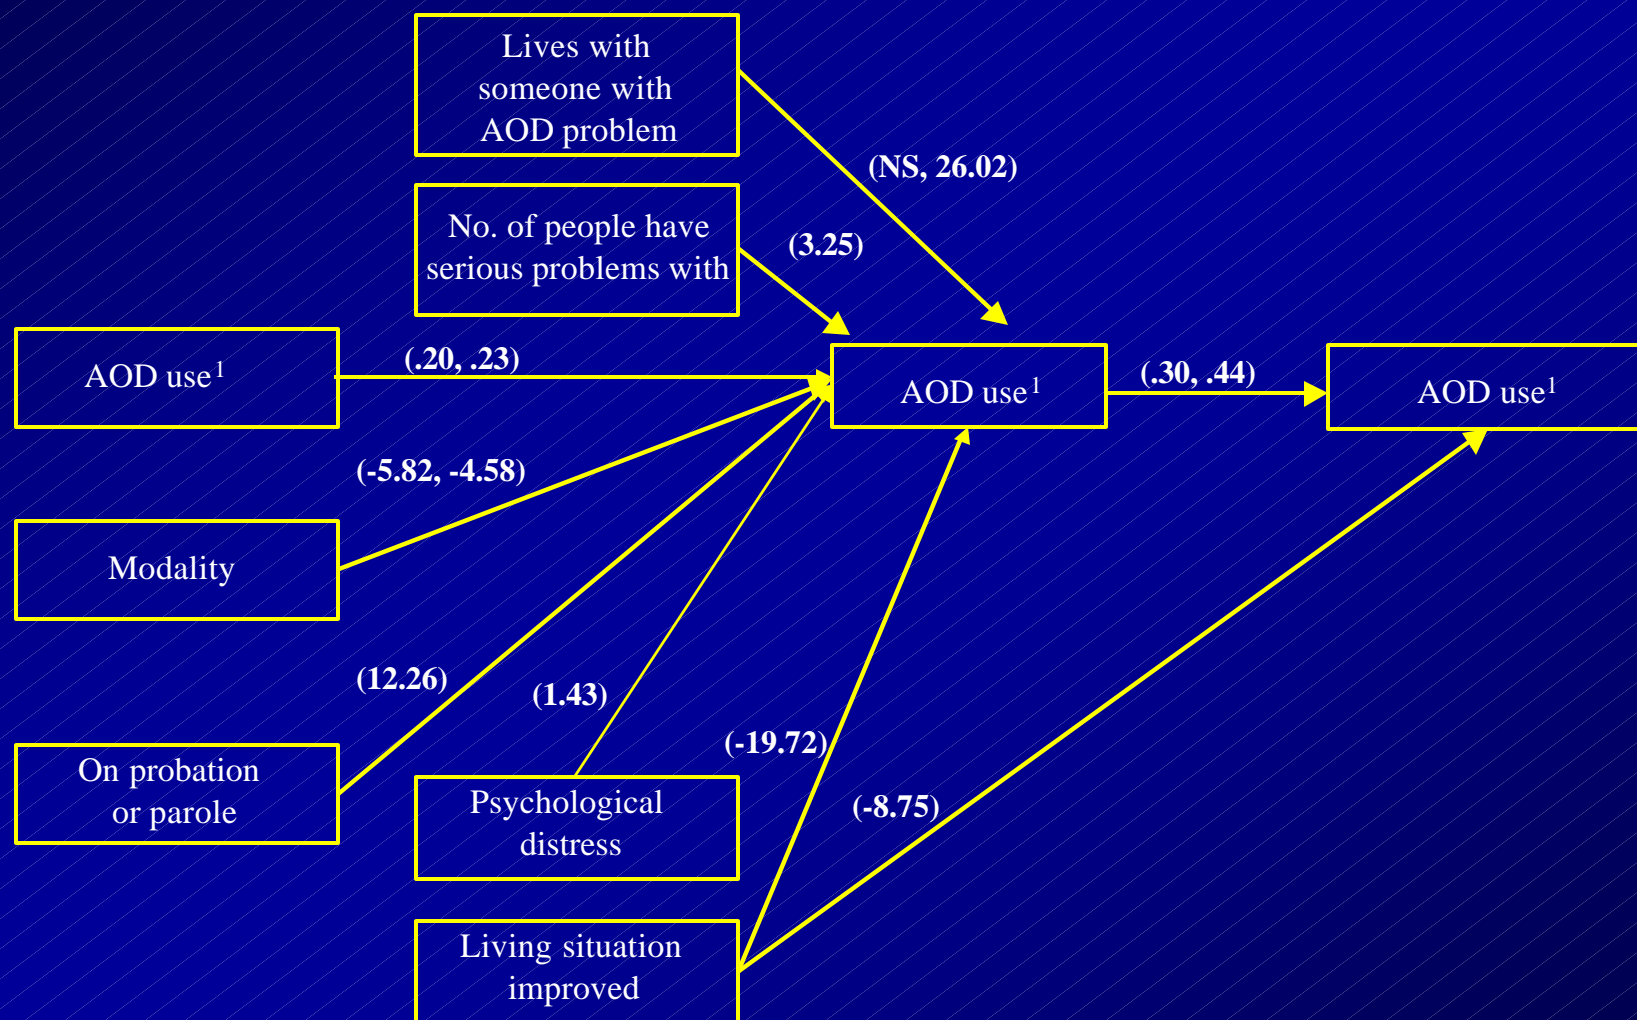 Lives with
someone with
AOD problem
(NS, 26.02)
No. of people have
serious problems with
(3.25)
AOD use1
(.20, .23)
AOD use1
(.30, .44)
AOD use1
(-5.82, -4.58)
Modality
(12.26)
(1.43)
(-19.72)
On probation
or parole
Psychological
distress
(-8.75)
Living situation
improved